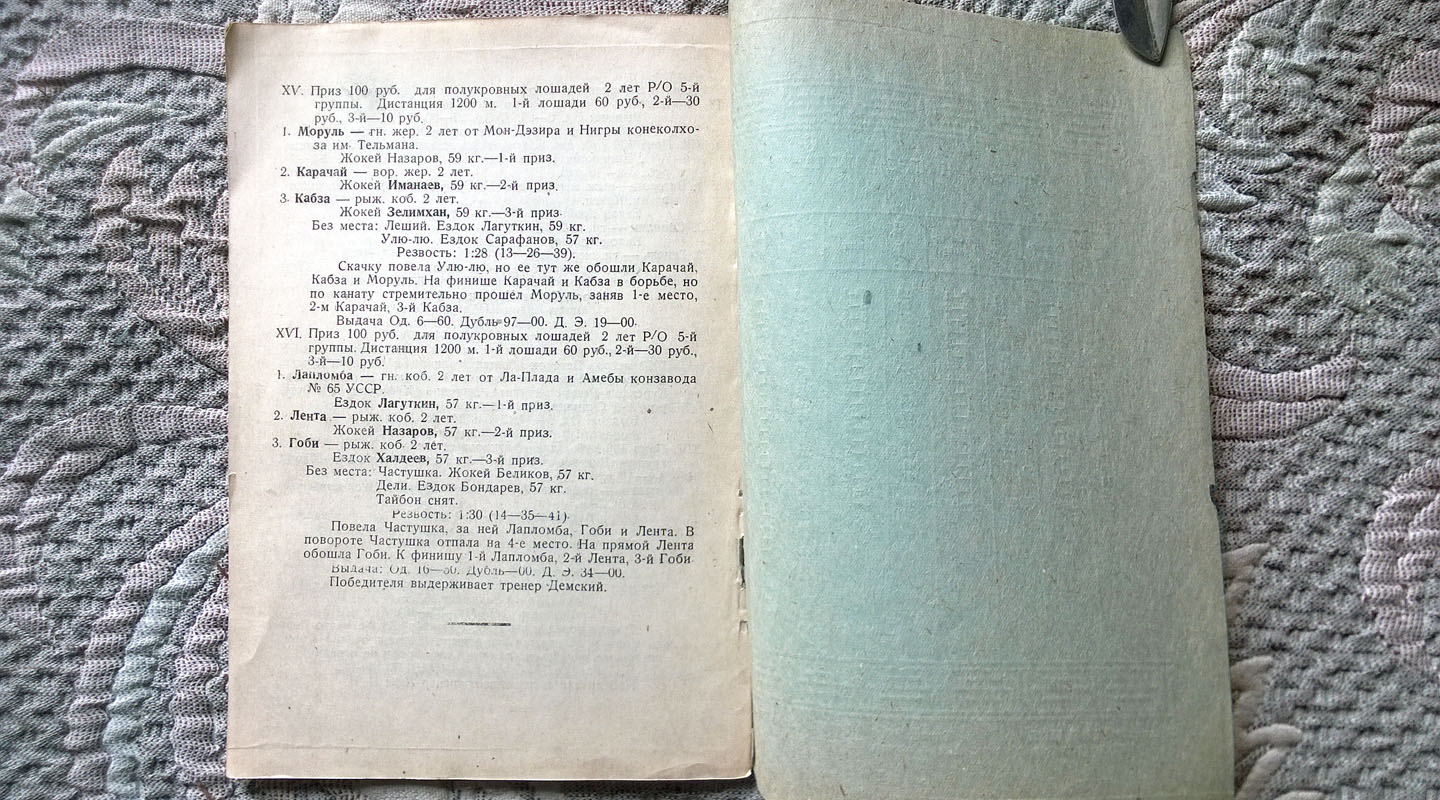 XV. Приз 100 руб. для полукровных лошадей 2 лет Р/О 5-й
группы. Дистанция 1200 м. 1-й лошади 60 руб., 2-й—30
руб., 3-й—10 руб.
1. Моруль — гн. жер. 2 лет от Мон-Дэзира и Нигры конеколхо-
за им. Тельмана.
Жокей Назаров, 59 кг.—1-й приз.
2. Карачай — вор. жер. 2 лет.
Жокей Иманаев, 59 кг.—2-й приз.
3. Кабза — рыж. коб. 2 лет.
Жокей Зелимхан, 59 кг.—3-й приз.
Без места: Леший. Ездок Лагуткин, 59 кг.
Улю-лю. Ездок Сарафанов, 57 кг.
Резвость: 1:28 (13—26—39).
Скачку повела Улю-лю, но ее тут же обошли Карачай,
Кабза и Моруль. На финише Карачай и Кабза в борьбе, но
по канату стремительно прошел Моруль, заняв 1-е место,
2-м Карачай, 3-й Кабза.
Выдача Од. 6—60. Дубль 97—00. Д. Э. 19—00.
XVI. Приз 100 руб. для полукровных лошадей 2 лет Р/О 5-й
группы. Дистанция 1200 м. 1-й лошади 60 руб., 2-й—30 руб.,
3-й—10 руб.
1. Лапломба — гн. коб. 2 лет от Ла-Плада и Амебы конзавода
№ 65 УССР.
Ездок Лагуткин, 57 кг.—1-й приз.
2. Лента — рыж. коб. 2 лет.
Жокей Назаров, 57 кг.—2-й приз.
3. Гоби — рыж. коб. 2 лет.
Ездок Халдеев, 57 кг.—3-й приз.
Без места: Частушка. Жокей Беликов, 57 кг.
Дели. Ездок Бондарев, 57 кг.
Тайбон снят.
Резвость: 1:30 (14—35—41).
Повела Частушка, за ней Лапломба, Гоби и Лента. В
повороте Частушка отпала на 4-е место. На прямой Лента
обошла Гоби. К финишу 1-й Лапломба, 2-й Лента, 3-й Гоби.
Выдача: Од. Дубль—00. Д. Э. 34—00.
Победителя выдерживает тренер Демский.